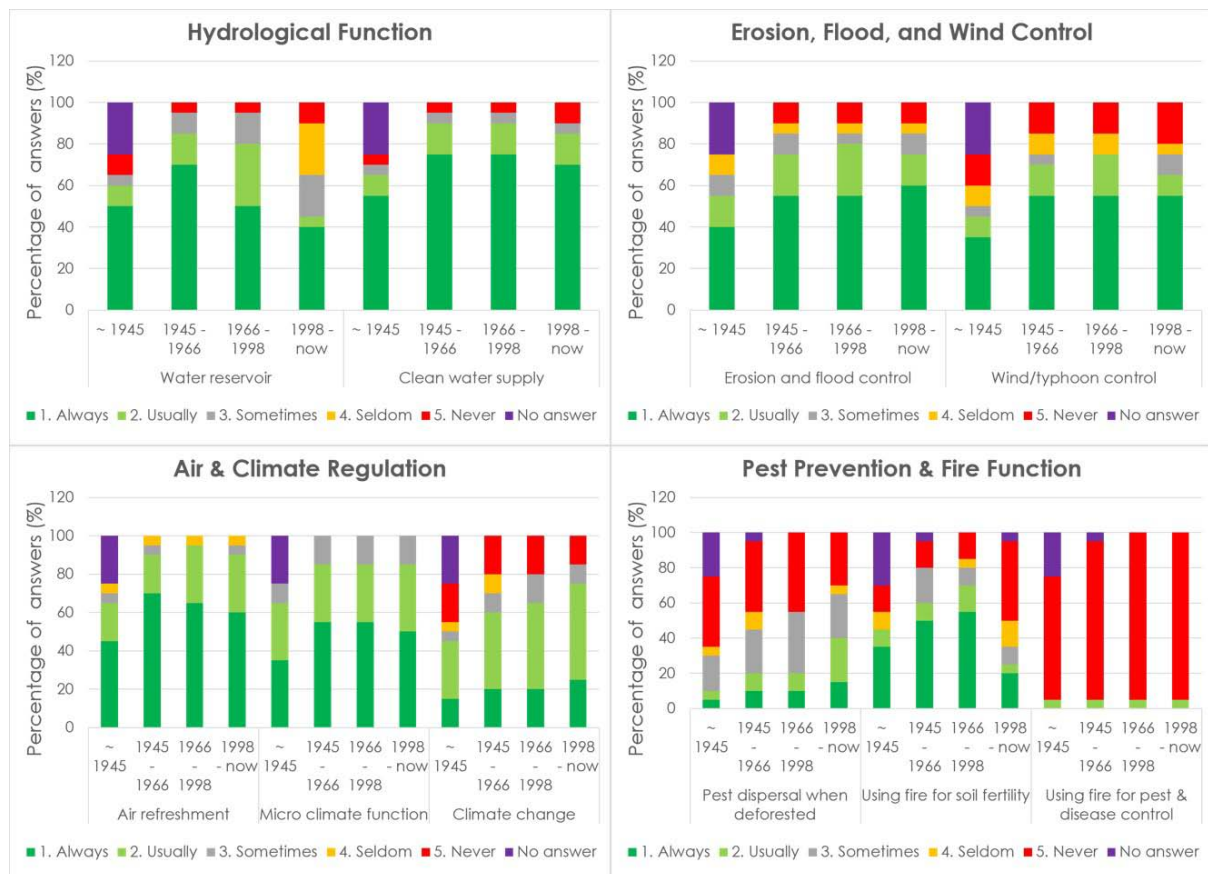 Hydrological Function
Percentage of answers (%)
120
100
80
60
40
20
0
~ 1945 1945 - 1966 - 1998 - ~ 1945 1945 - 1966 - 1998 -
1966 1998 now 1966 1998 now
Water reservoir Clean water supply
1. Always 2. Usually 3. Sometimes 4. Seldom 5. Never No answer
Erosion, Flood, and Wind Control
Percentage of answers (%)
120
100
80
60
40
20
0
~ 1945 1945 - 1966 - 1998 - ~ 1945 1945 - 1966 - 1998 -
1966 1998 now 1966 1998 now
Erosion and flood control Wind/typhoon control
1. Always 2. Usually 3. Sometimes 4. Seldom 5. Never No answer
Air & Climate Regulation
Percentage of answers (%)
120
100
80
60
40
20
0
~ 1945 1966 1998 ~ 1945 1966 1998 ~ 1945 1966 1998
1945 - - - now 1945 - - - now 1945 - - - now
1966 1998 1966 1998 1966 1998
Air refreshment Micro climate function Climate change
1. Always 2. Usually 3. Sometimes 4. Seldom 5. Never No answer
Pest Prevention & Fire Function
Percentage of answers (%)
120
100
80
60
40
20
0
~ 1945 1966 1998 ~ 1945 1966 1998 ~ 1945 1966 1998
1945 - - - now 1945 - - - now 1945 - - - now
1966 1998 1966 1998 1966 1998
Pest dispersal when Using fire for soil fertility Using fire for pest &
deforested disease control
1. Always 2. Usually 3. Sometimes 4. Seldom 5. Never No answer